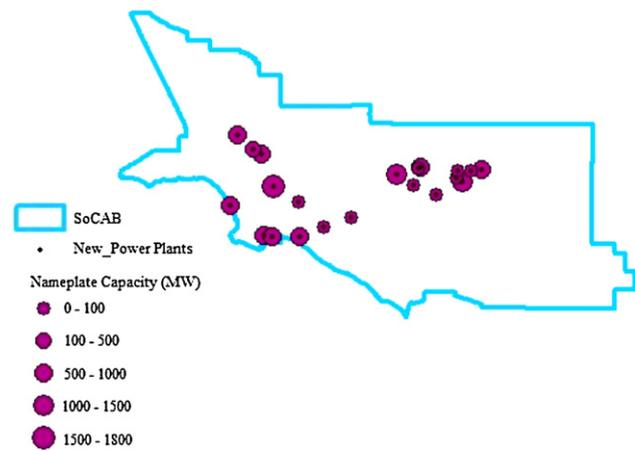 SoCAB
New_Power Plants
Nameplate Capacity (MW)
0 - 100
100 - 500
500 - 1000
1000 - 1500
1500 - 1800